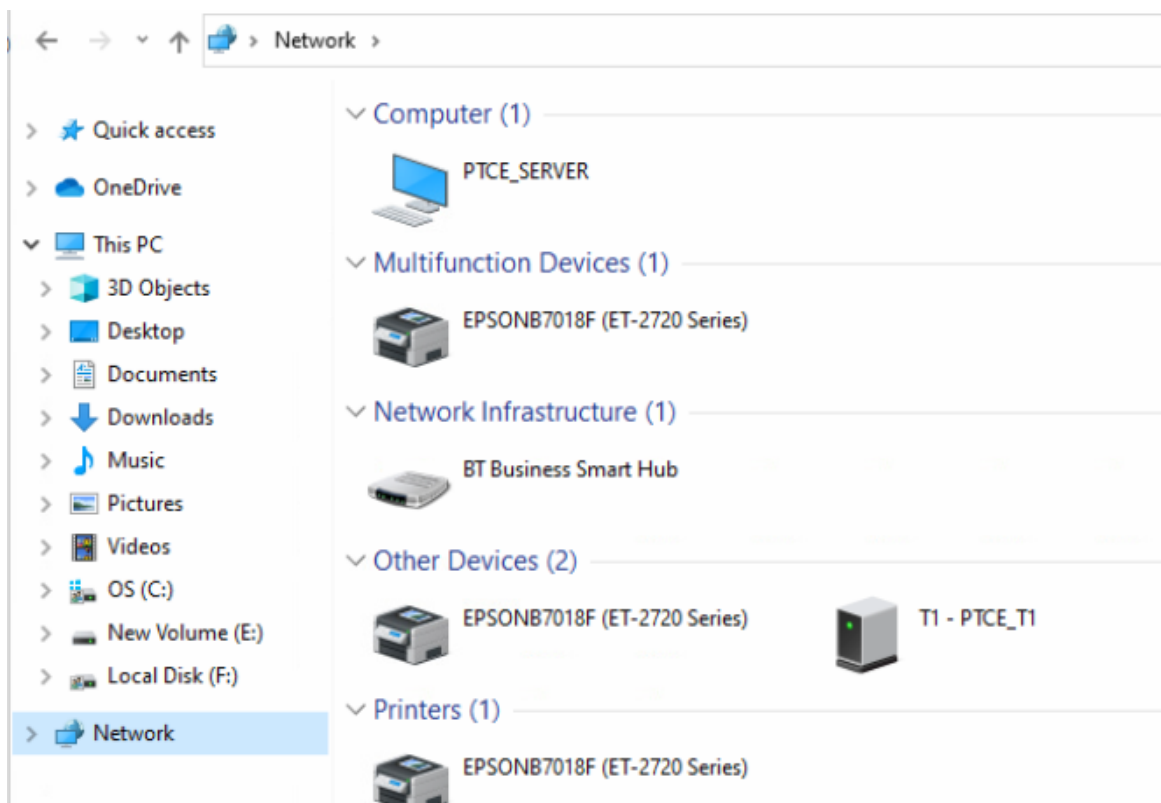 Network
Quick access
OneDrive
This PC
3D Objects
Desktop
Documents
Downloads
Music
Pictures
Videos
OS (C:)
New Volume (E:)
Local Disk (F:)
Network
Computer (1)
PTCE_SERVER
Multifunction Devices (1)
EPSONB7018F (ET-2720 Series)
Network Infrastructure (1)
BT Business Smart Hub
Other Devices (2)
EPSONB7018F (ET-2720 Series)
T1 - PTCE_T1
Printers (1)
EPSONB7018F (ET-2720 Series)